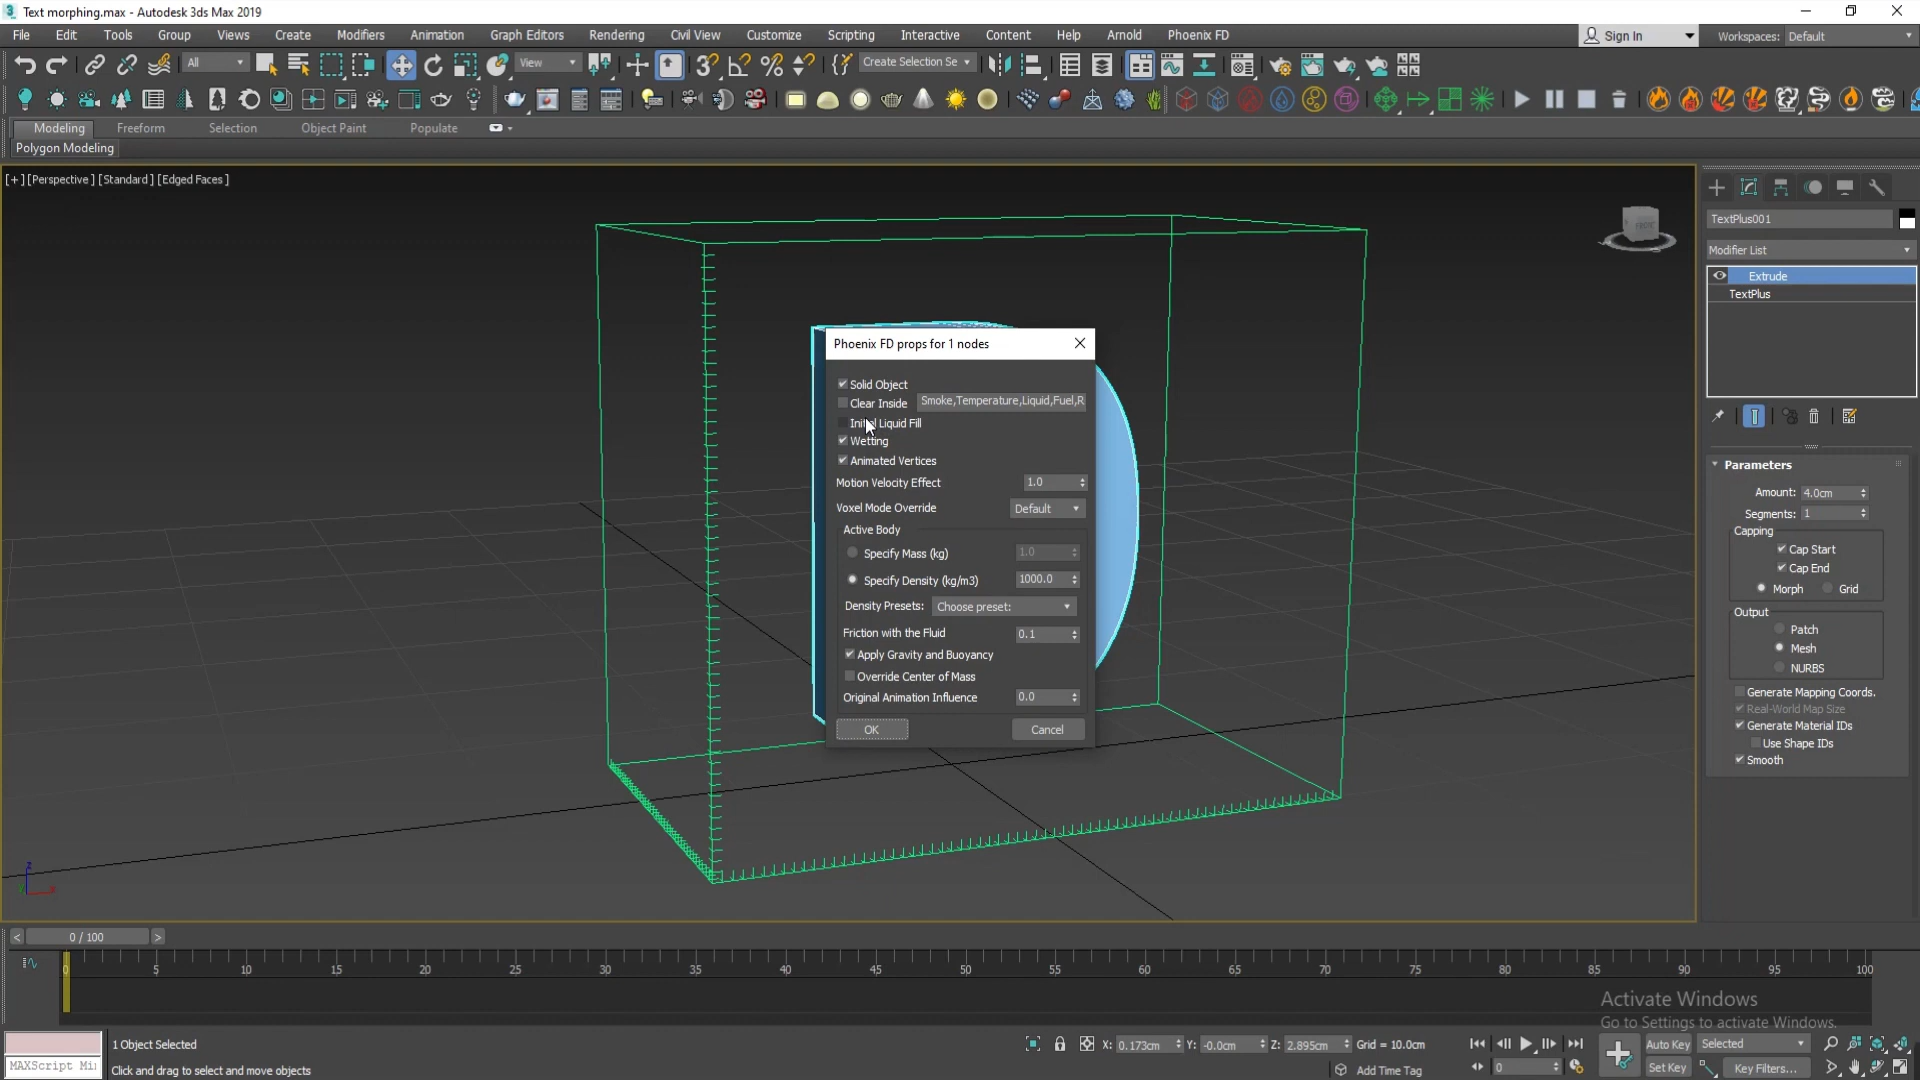 3 Text morphing.max - Autodesk 3ds Max 2019
File Edit Tools Group Views Create Modifiers Animation Graph Editors Rendering Civil View Customize Scripting Interactive Content Help Arnold Phoenix FD Sign In Workspaces: Default
All View Create Selection Se
Modeling Freeform Selection Object Paint Populate
Polygon Modeling
[+] [Perspective] [Standard] [Edged Faces]
TextPlus001
Modifier List
Extrude
TextPlus
Phoenix FD props for 1 nodes
Solid Object
Clear Inside Smoke,Temperature,Liquid,Fuel,R
Initial Liquid Fill
Wetting
Animated Vertices
Motion Velocity Effect 1.0
Voxel Mode Override Default
Active Body
Specify Mass (kg) 1.0
Specify Density (kg/m3) 1000.0
Density Presets: Choose preset:
Friction with the Fluid 0.1
Apply Gravity and Buoyancy
Override Center of Mass
Original Animation Influence 0.0
OK Cancel
Parameters
Amount: 4.0cm
Segments: 1
Capping
Cap Start
Cap End
Morph Grid
Output
Patch
Mesh
NURBS
Generate Mapping Coords.
Real-World Map Size
Generate Material IDs
Use Shape IDs
Smooth
z
x
< 0 / 100 >
0 5 10 15 20 25 30 35 40 45 50 55 60 65 70 75 80 85 90 95 100
Activate Windows
Go to Settings to activate Windows.
1 Object Selected X: 0.173cm Y: -0.0cm Z: 2.895cm Grid = 10.0cm Auto Key Selected
MAXScript Mi Click and drag to select and move objects Add Time Tag 0 Set Key Key Filters...